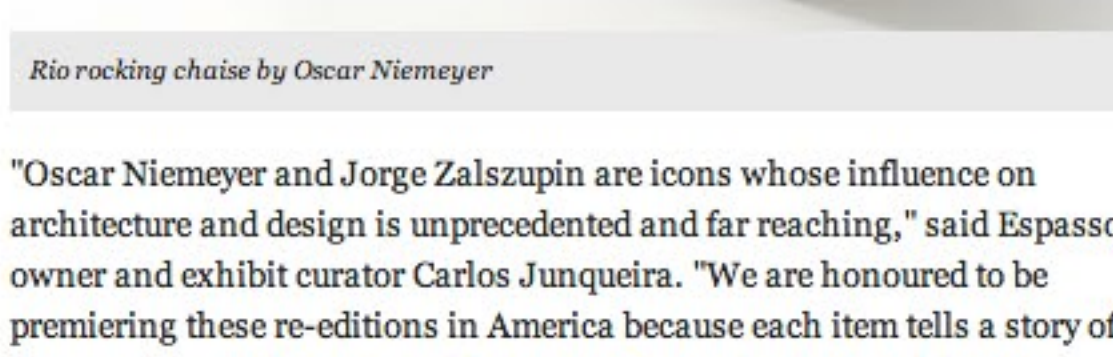 Rio rocking chaise by Oscar Niemeyer
"Oscar Niemeyer and Jorge Zalszupin are icons whose influence on
architecture and design is unprecedented and far reaching," said Espasso
owner and exhibit curator Carlos Junqueira. "We are honoured to be
premiering these re-editions in America because each item tells a story of